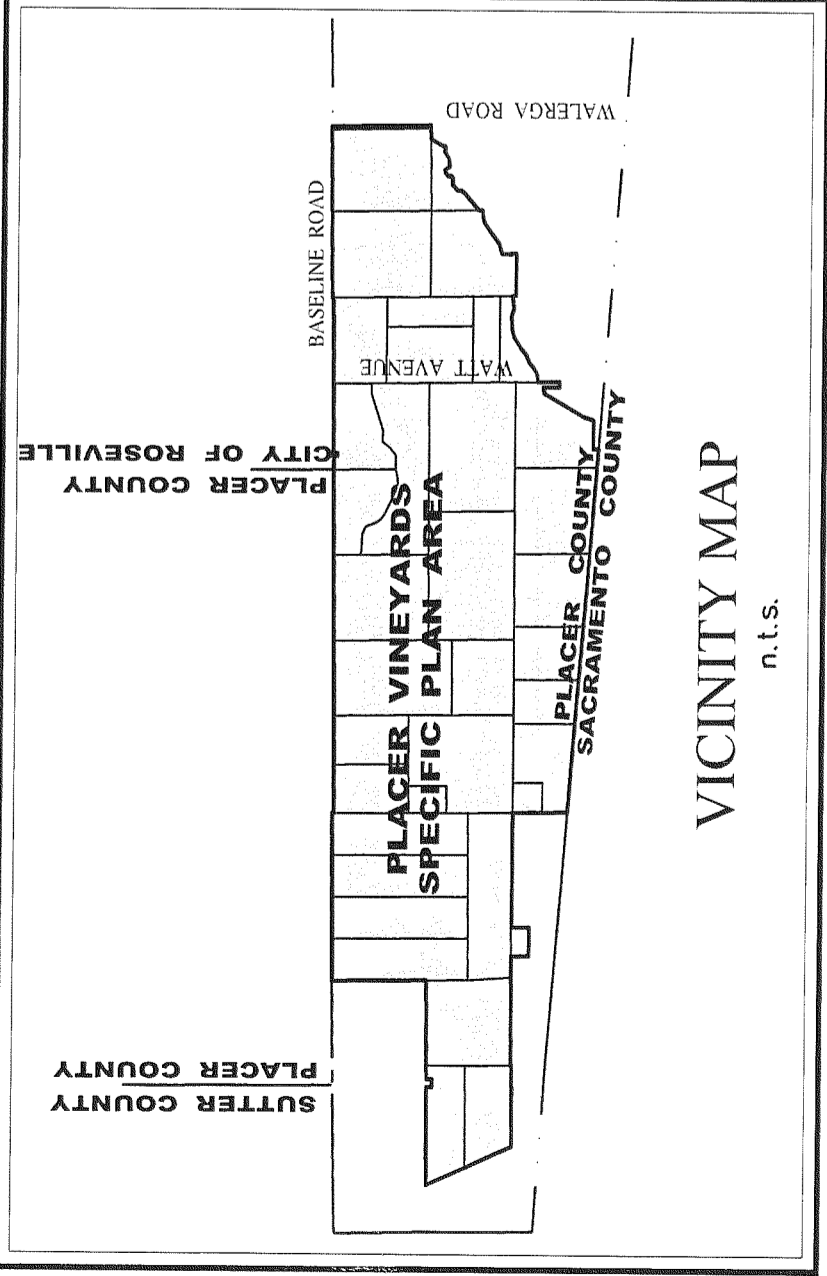 WALERGA ROAD
BASELINE ROAD
WATT AVENUE
CITY OF ROSEVILLE
PLACER COUNTY
PLACER VINEYARDS
SPECIFIC PLAN AREA
PLACER COUNTY
SACRAMENTO COUNTY
PLACER COUNTY
SUTTER COUNTY
VICINITY MAP
n.t.s.